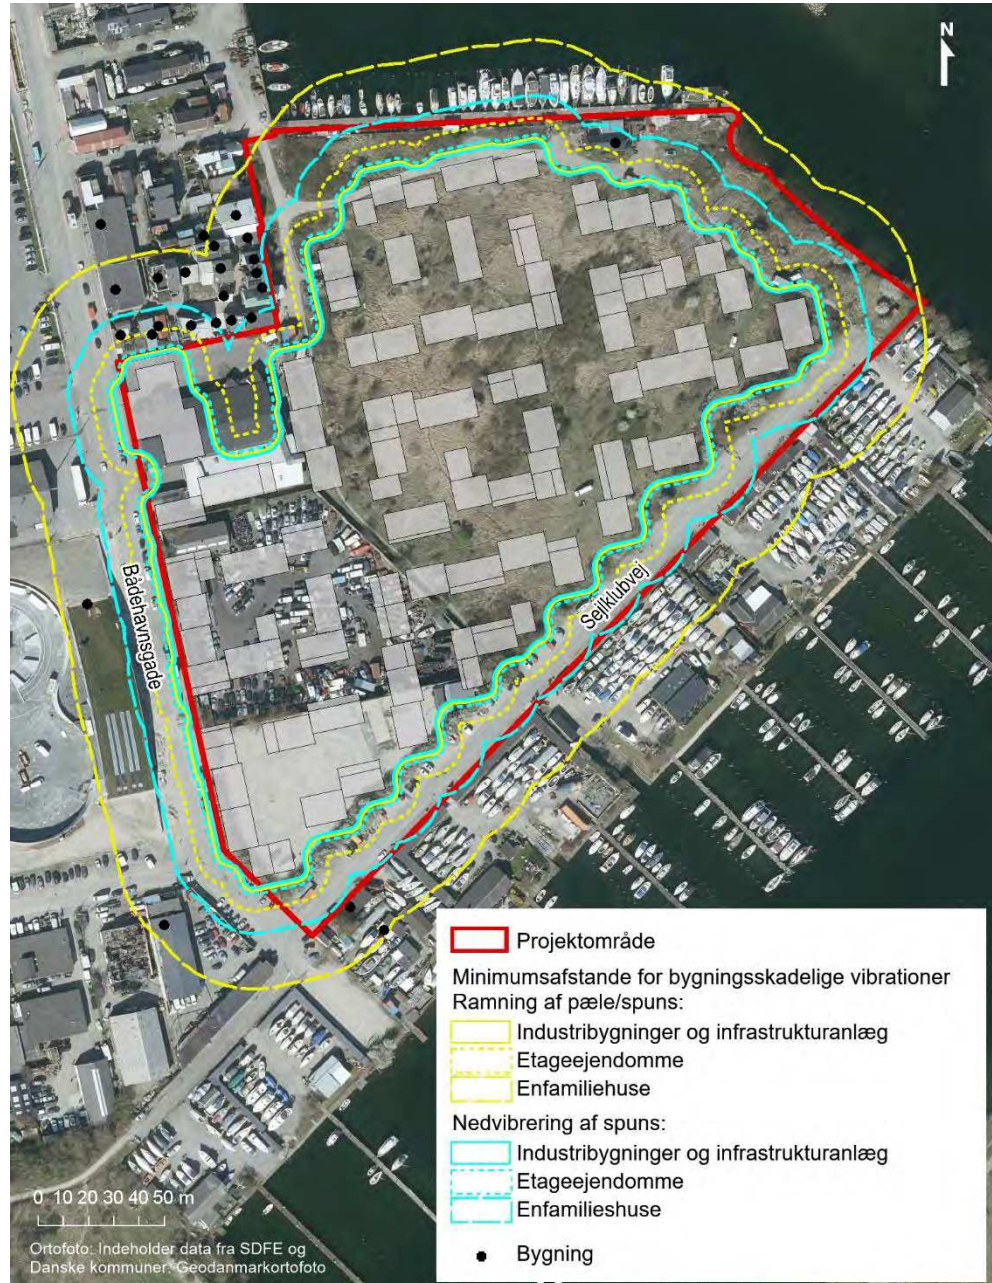 N
Bådehavnsgade
Sejlklubvej
Projektområde
Minimumsafstande for bygningsskadelige vibrationer
Ramning af pæle/spuns:
Industribygninger og infrastrukturanlæg
Etageejendomme
Enfamiliehuse
Nedvibrering af spuns:
Industribygninger og infrastrukturanlæg
Etageejendomme
Enfamilieshuse
Bygning
0 10 20 30 40 50 m
Ortofoto: Indeholder data fra SDFE og
Danske kommuner. Geodanmarkortofoto